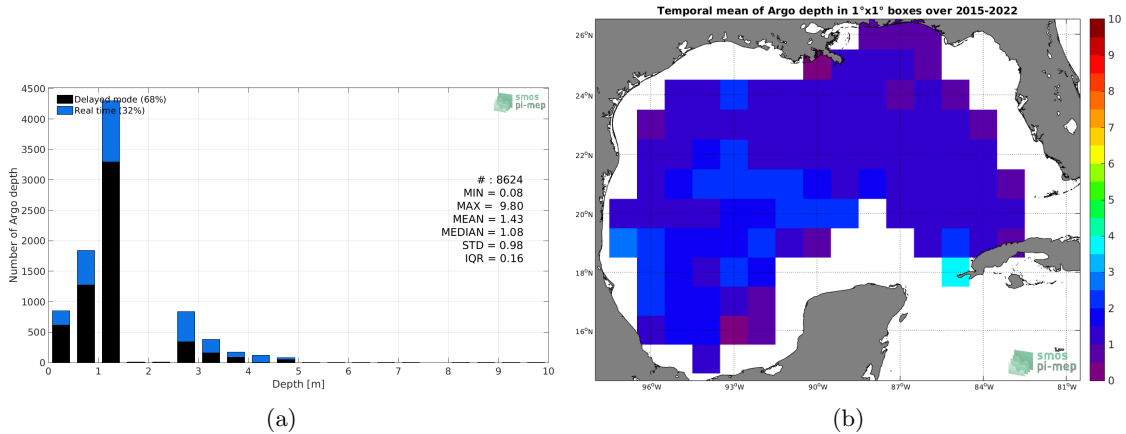 Temporal mean of Argo depth in 1°x1° boxes over 2015-2022
Delayed mode (68%)
Real time (32%)
smos
pi-mep
# : 8624
MIN = 0.08
MAX = 9.80
MEAN = 1.43
MEDIAN = 1.08
STD = 0.98
IQR = 0.16
Number of Argo depth
4500
4000
3500
3000
2500
2000
1500
1000
500
0
0 1 2 3 4 5 6 7 8 9 10
Depth [m]
(a)
26°N
24°N
22°N
20°N
18°N
16°N
96°W 93°W 90°W 87°W 84°W 81°W
smos
pi-mep
10
9
8
7
6
5
4
3
2
1
0
(b)